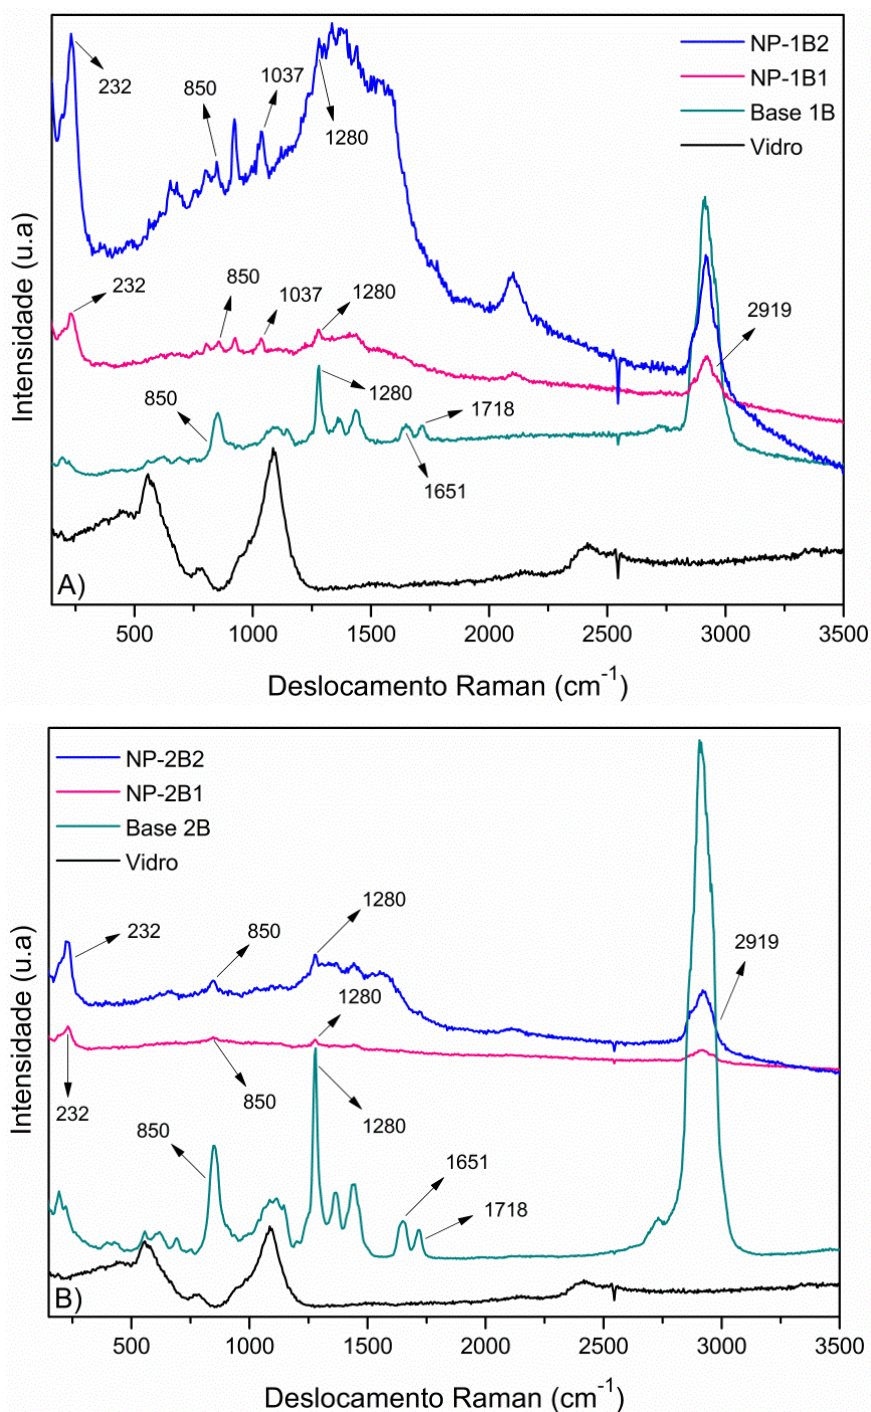 NP-1B2
NP-1B1
Base 1B
Vidro
232
850
1037
1280
232
850
1037
1280
2919
850
1280
1718
1651
A)
Intensidade (u.a)
500 1000 1500 2000 2500 3000 3500
Deslocamento Raman (cm-1)
NP-2B2
NP-2B1
Base 2B
Vidro
232
850
1280
2919
1280
232
850
850
1280
1651
1718
B)
Intensidade (u.a)
500 1000 1500 2000 2500 3000 3500
Deslocamento Raman (cm-1)